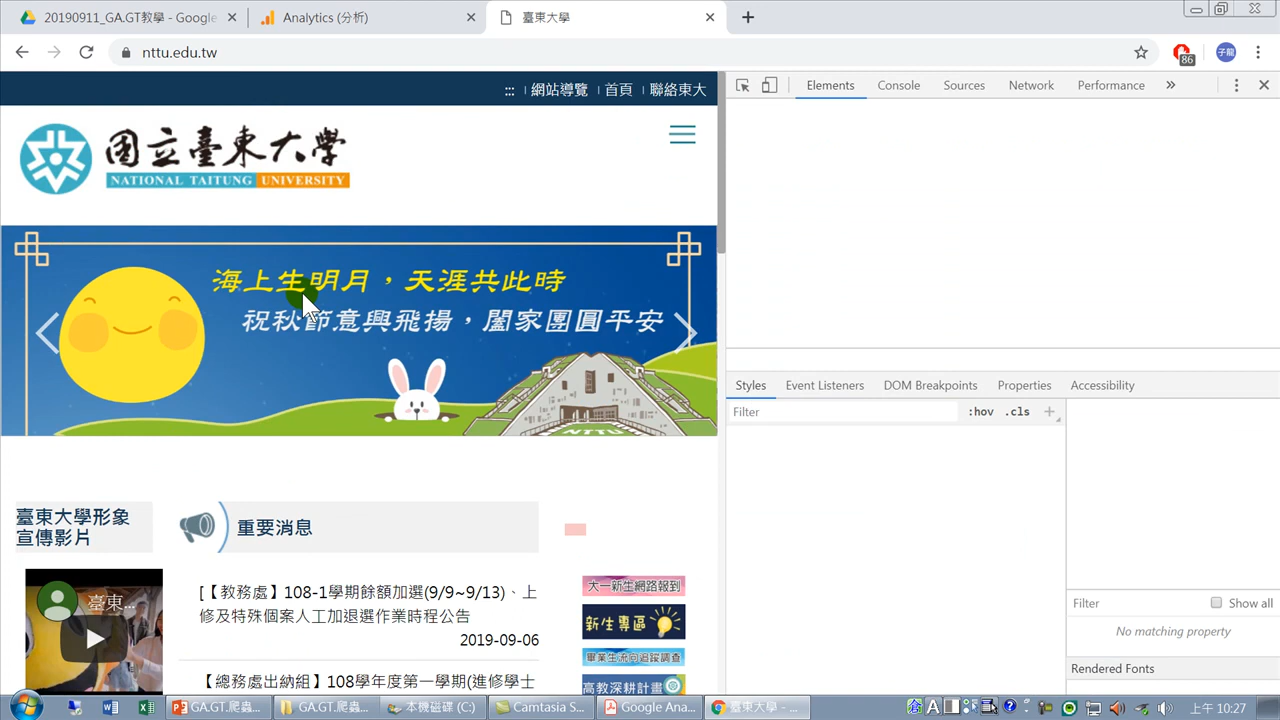 20190911_GA.GT教學 - Google
Analytics (分析)
臺東大學
nttu.edu.tw
86
子龍
::: 網站導覽 首頁 聯絡東大
國立臺東大學
NATIONAL TAITUNG UNIVERSITY
海上生明月，天涯共此時
祝秋節意興飛揚，闔家團圓平安
NTTU
臺東大學形象
宣傳影片
重要消息
[【教務處】108-1學期餘額加選(9/9~9/13)、上
修及特殊個案人工加退選作業時程公告
2019-09-06
【總務處出納組】108學年度第一學期(進修學士
臺東...
大一新生網路報到
新生專區
畢業生流向追蹤調查
高教深耕計畫
Elements Console Sources Network Performance »
Styles Event Listeners DOM Breakpoints Properties Accessibility
Filter :hov .cls +
Filter Show all
No matching property
Rendered Fonts
GA.GT.爬蟲... GA.GT.爬蟲... 本機磁碟 (C:) Camtasia S... Google Ana... 臺東大學 - ...
上午 10:27